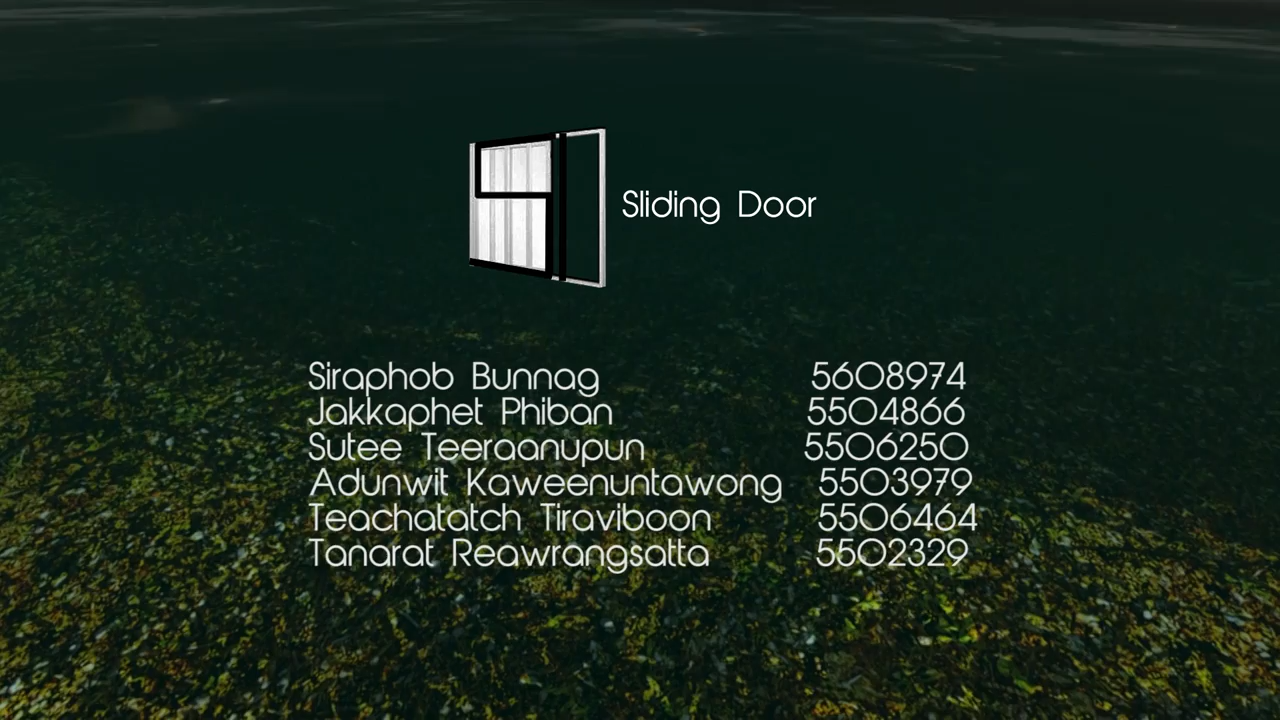 Sliding Door
Siraphob Bunnag 5608974
Jakkaphet Phiban 5504866
Sutee Teeraanupun 5506250
Adunwit Kaweenuntawong 5503979
Teachatatch Tiraviboon 5506464
Tanarat Reawrangsatta 5502329